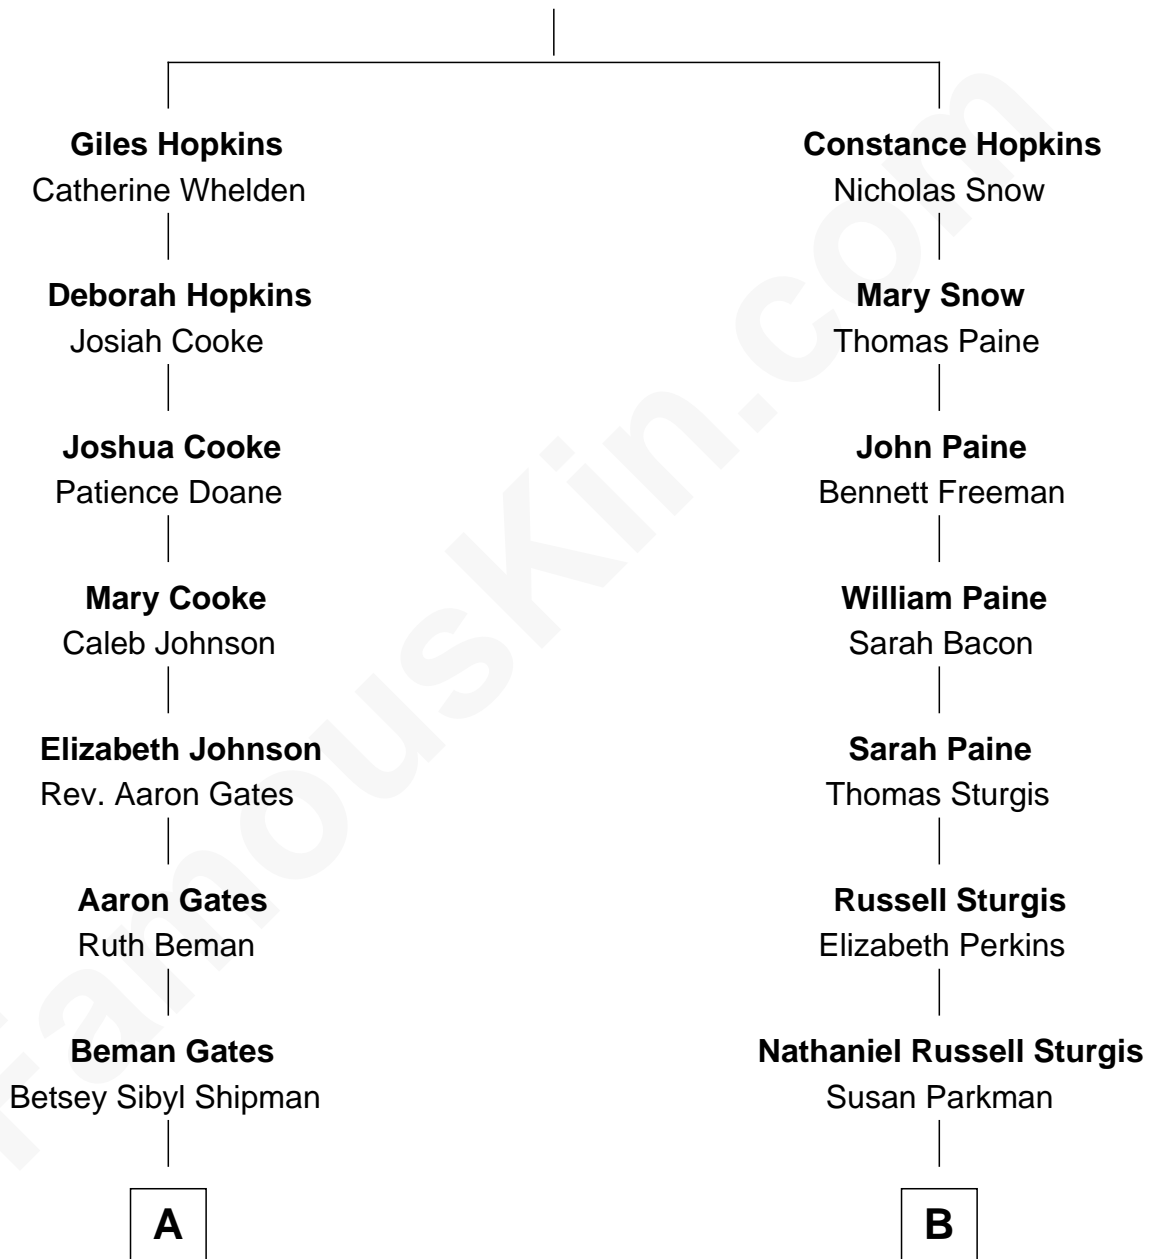 Giles Hopkins
Catherine Whelden
Constance Hopkins
Nicholas Snow
Deborah Hopkins
Josiah Cooke
Mary Snow
Thomas Paine
Joshua Cooke
Patience Doane
John Paine
Bennett Freeman
Mary Cooke
Caleb Johnson
William Paine
Sarah Bacon
Elizabeth Johnson
Rev. Aaron Gates
Sarah Paine
Thomas Sturgis
Aaron Gates
Ruth Beman
Russell Sturgis
Elizabeth Perkins
Beman Gates
Betsey Sibyl Shipman
Nathaniel Russell Sturgis
Susan Parkman
A
B
FamousKin.com